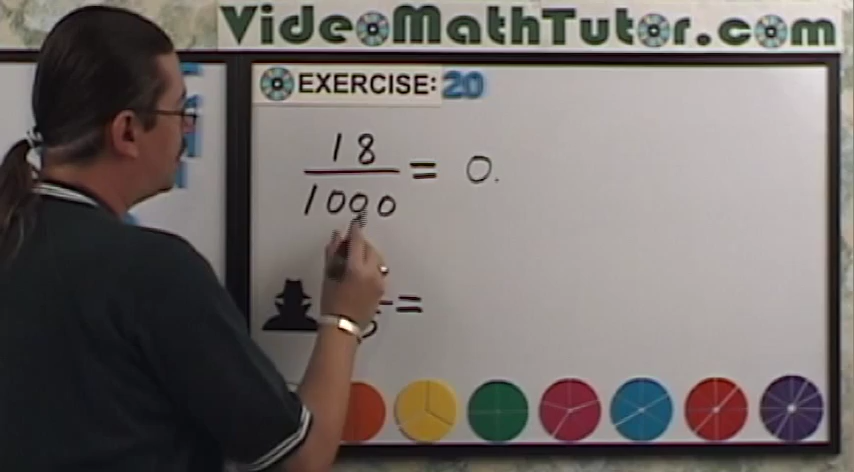 VideoMathTutor.com
EXERCISE: 20
18
1000 = 0.
=